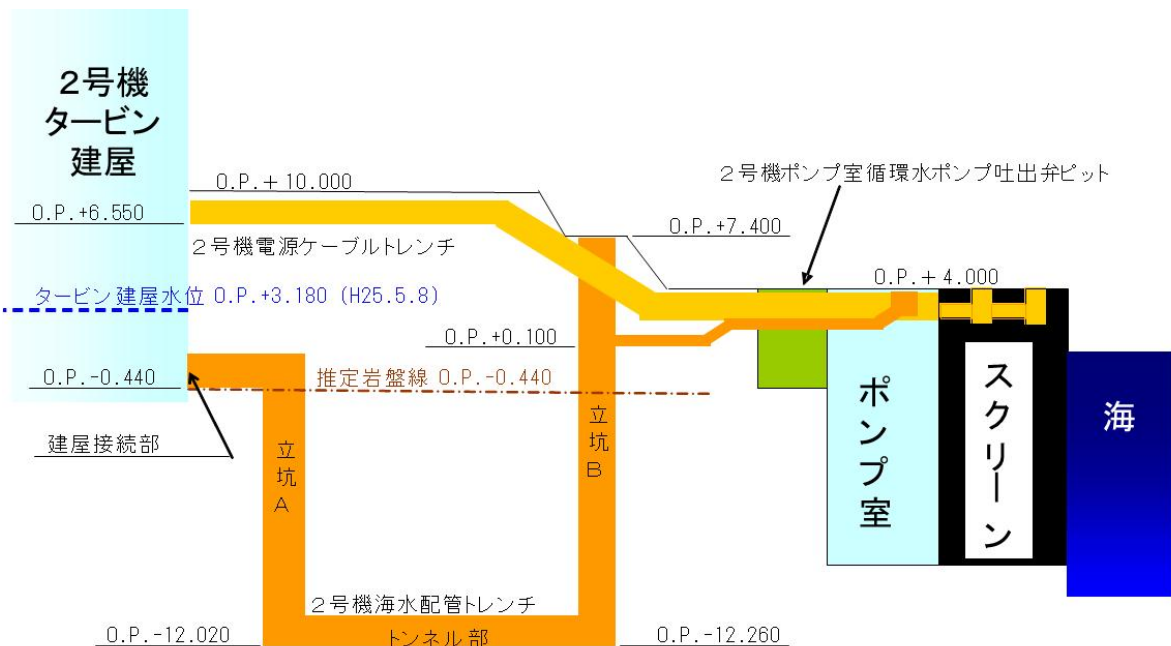 2号機
タービン
建屋
O.P.+10.000
2号機ポンプ室循環水ポンプ吐出弁ピット
O.P.+6.550
O.P.+7.400
2号機電源ケーブルトレンチ
O.P.+4.000
タービン建屋水位 O.P.+3.180 (H25.5.8)
O.P.+0.100
O.P.-0.440
推定岩盤線 O.P.-0.440
建屋接続部
立坑A
立坑B
ポンプ室
スクリーン
海
2号機海水配管トレンチ
O.P.-12.020
トンネル部
O.P.-12.260